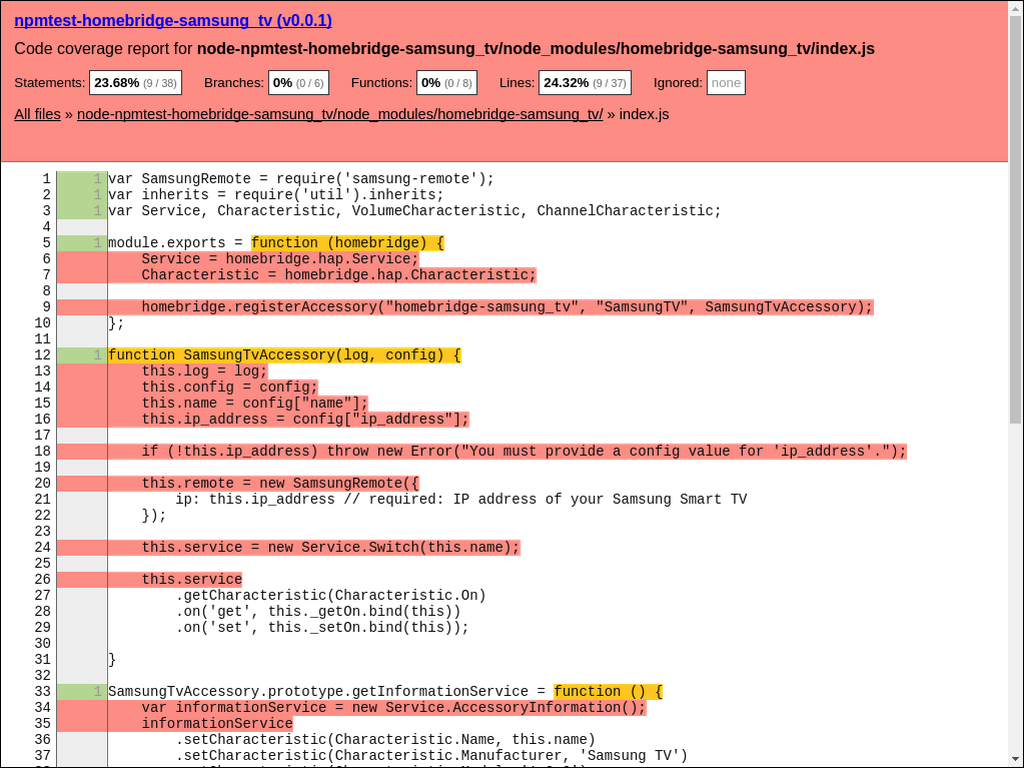 npmtest-homebridge-samsung_tv (v0.0.1)
Code coverage report for node-npmtest-homebridge-samsung_tv/node_modules/homebridge-samsung_tv/index.js
Statements: 23.68% (9 / 38) Branches: 0% (0 / 6) Functions: 0% (0 / 8) Lines: 24.32% (9 / 37) Ignored: none
All files » node-npmtest-homebridge-samsung_tv/node_modules/homebridge-samsung_tv/ » index.js
1 1 var SamsungRemote = require('samsung-remote');
2 1 var inherits = require('util').inherits;
3 1 var Service, Characteristic, VolumeCharacteristic, ChannelCharacteristic;
4
5 1 module.exports = function (homebridge) {
6 Service = homebridge.hap.Service;
7 Characteristic = homebridge.hap.Characteristic;
8
9 homebridge.registerAccessory("homebridge-samsung_tv", "SamsungTV", SamsungTvAccessory);
10 };
11
12 1 function SamsungTvAccessory(log, config) {
13 this.log = log;
14 this.config = config;
15 this.name = config["name"];
16 this.ip_address = config["ip_address"];
17
18 if (!this.ip_address) throw new Error("You must provide a config value for 'ip_address'.");
19
20 this.remote = new SamsungRemote({
21 ip: this.ip_address // required: IP address of your Samsung Smart TV
22 });
23
24 this.service = new Service.Switch(this.name);
25
26 this.service
27 .getCharacteristic(Characteristic.On)
28 .on('get', this._getOn.bind(this))
29 .on('set', this._setOn.bind(this));
30
31 }
32
33 1 SamsungTvAccessory.prototype.getInformationService = function () {
34 var informationService = new Service.AccessoryInformation();
35 informationService
36 .setCharacteristic(Characteristic.Name, this.name)
37 .setCharacteristic(Characteristic.Manufacturer, 'Samsung TV')